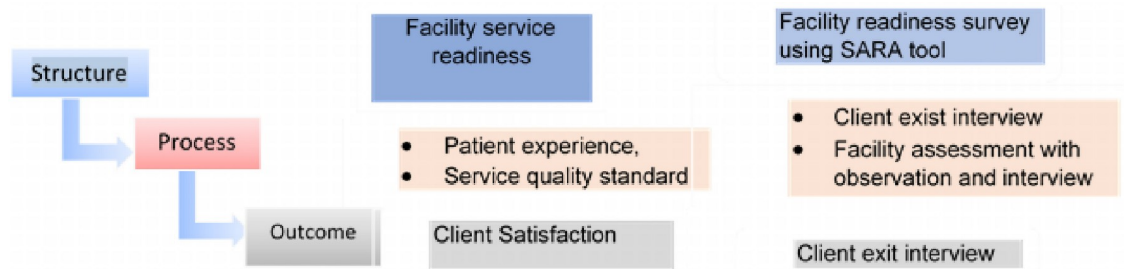 Structure
Facility service
readiness
Facility readiness survey
using SARA tool
Process
• Patient experience,
• Service quality standard
• Client exist interview
• Facility assessment with
observation and interview
Outcome
Client Satisfaction
Client exit interview